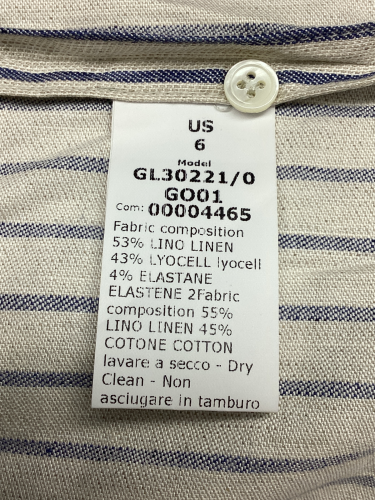 US
6
Model
GL30221/0
GO01
Com: 00004465
Fabric composition
53% LINO LINEN
43% LYOCELL lyocell
4% ELASTANE
ELASTENE 2Fabric
composition 55%
LINO LINEN 45%
COTONE COTTON
lavare a secco - Dry
Clean - Non
asciugare in tamburo